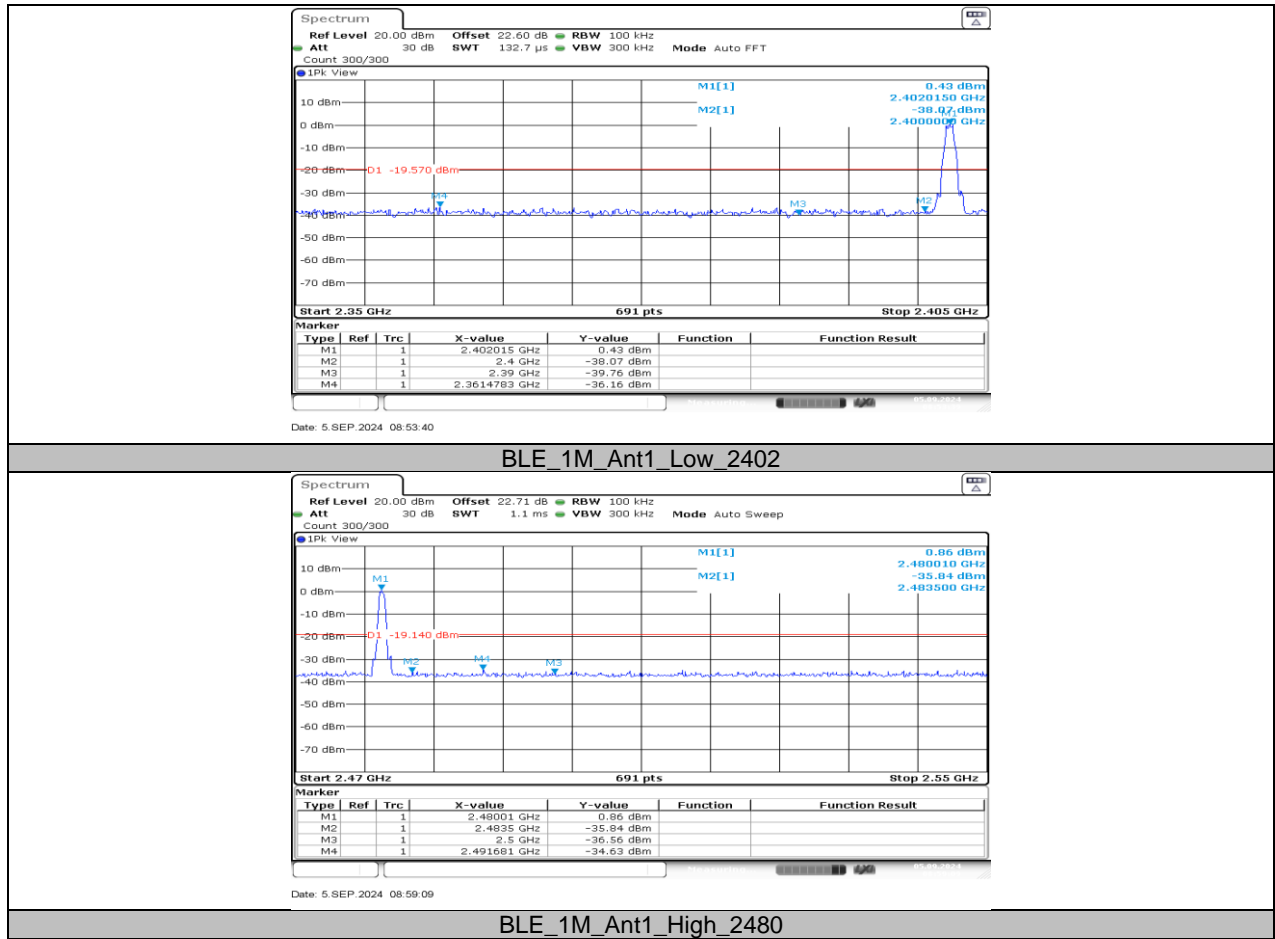 Spectrum
Ref Level 20.00 dBm Offset 22.60 dB RBW 100 kHz
Att 30 dB SWT 132.7 µs VBW 300 kHz Mode Auto FFT
Count 300/300
1Pk View
M1[1] 0.43 dBm
2.4020150 GHz
10 dBm
M2[1] -38.07 dBm
2.4000000 GHz
M1
0 dBm
-10 dBm
-20 dBm D1 -19.570 dBm
-30 dBm
M4 M3 M2
-40 dBm
-50 dBm
-60 dBm
-70 dBm
Start 2.35 GHz 691 pts Stop 2.405 GHz
Marker
Type Ref Trc X-value Y-value Function Function Result
M1 1 2.402015 GHz 0.43 dBm
M2 1 2.4 GHz -38.07 dBm
M3 1 2.39 GHz -39.76 dBm
M4 1 2.3614783 GHz -36.16 dBm
Date: 5.SEP.2024 08:53:40
BLE_1M_Ant1_Low_2402
Spectrum
Ref Level 20.00 dBm Offset 22.71 dB RBW 100 kHz
Att 30 dB SWT 1.1 ms VBW 300 kHz Mode Auto Sweep
Count 300/300
1Pk View
M1[1] 0.86 dBm
2.480010 GHz
10 dBm
M2[1] -35.84 dBm
2.483500 GHz
M1
0 dBm
-10 dBm
-20 dBm D1 -19.140 dBm
-30 dBm
M2 M4 M3
-40 dBm
-50 dBm
-60 dBm
-70 dBm
Start 2.47 GHz 691 pts Stop 2.55 GHz
Marker
Type Ref Trc X-value Y-value Function Function Result
M1 1 2.48001 GHz 0.86 dBm
M2 1 2.4835 GHz -35.84 dBm
M3 1 2.5 GHz -36.56 dBm
M4 1 2.491681 GHz -34.63 dBm
Date: 5.SEP.2024 08:59:09
BLE_1M_Ant1_High_2480